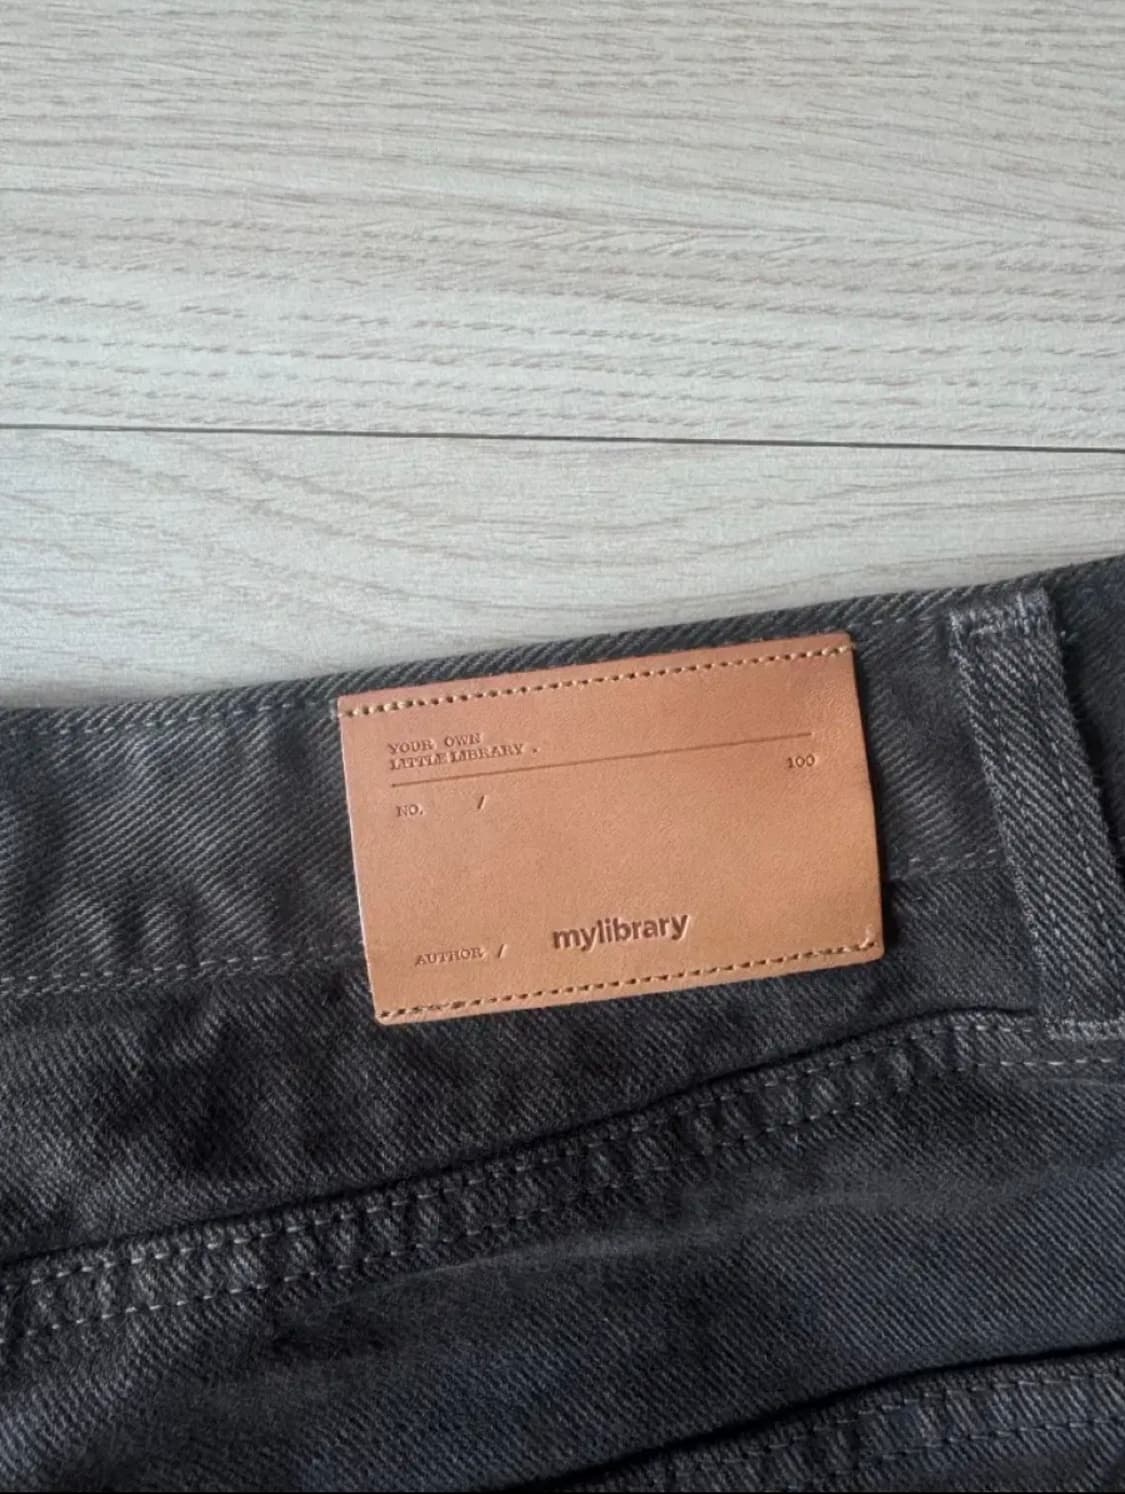 YOUR OWN
LITTLE LIBRARY .
100
NO. /
AUTHOR / mylibrary